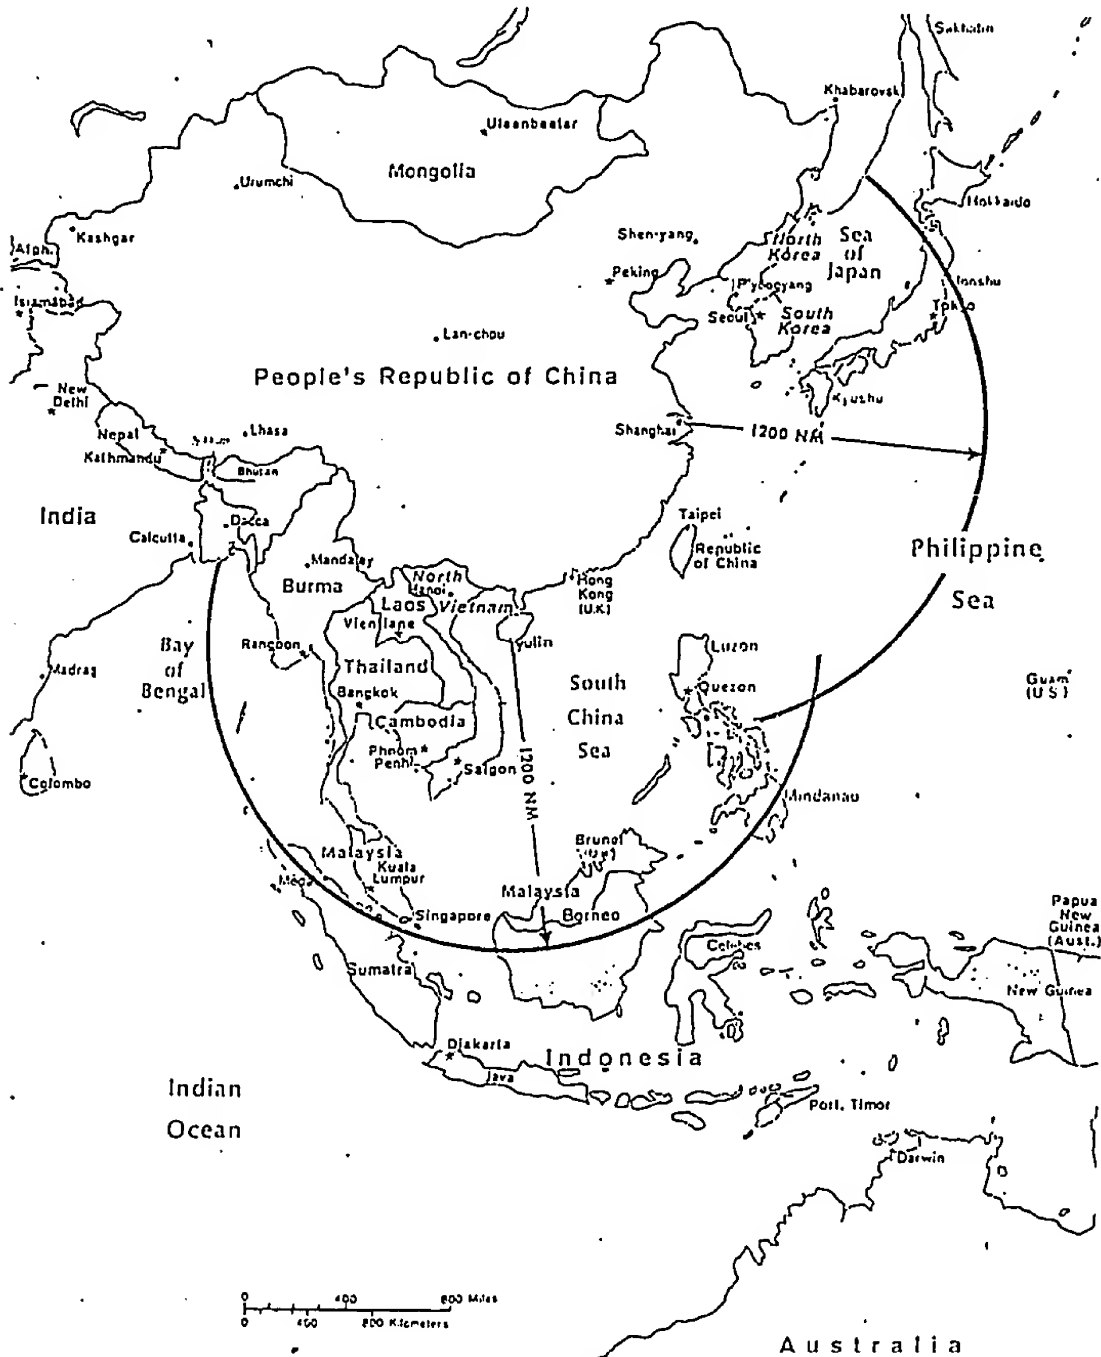 Sakhalin
Khabarovsk
Ulaanbaatar
Mongolia
Urumchi
Hokkaido
Kashgar
Shen-yang
North
Korea
Sea
of
Japan
Afgh.
Peking
P'yongyang
Honshu
Islamabad
Tokyo
Seoul
South
Korea
Lan-chou
People's Republic of China
New
Delhi
Kyushu
Nepal
Lhasa
Shanghai
1200 NM
Kathmandu
Bhutan
India
Dacca
Taipei
Calcutta
Republic
of China
Philippine
Sea
Mandalay
Burma
North
Vietnam
Hanoi
Hong
Kong
(U.K.)
Laos
Vientiane
Yulin
Bay
of
Bengal
Rangoon
Luzon
Madras
Thailand
South
China
Sea
Guam
(U.S.)
Bangkok
Quezon
Cambodia
Phnom
Penh
Saigon
1200 NM
Colombo
Mindanao
Malaysia
Kuala
Lumpur
Brunei
(U.K.)
Malaysia
Singapore
Borneo
Papua
New
Guinea
(Aust.)
Celebes
Sumatra
New Guinea
Djakarta
Indonesia
Java
Indian
Ocean
Port. Timor
Darwin
0 400 800 Miles
0 400 800 Kilometers
Australia